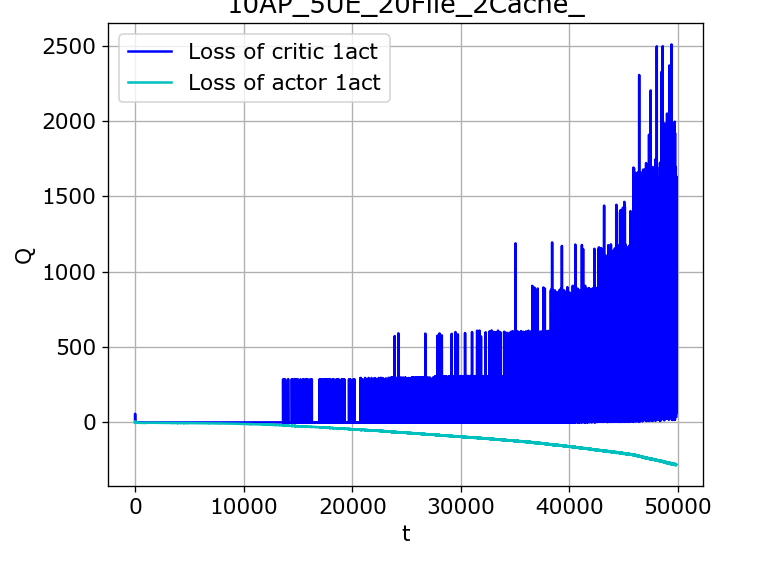 10AP_5UE_20File_2Cache_
Loss of critic 1act
Loss of actor 1act
2500
2000
1500
1000
500
0
Q
0 10000 20000 30000 40000 50000
t